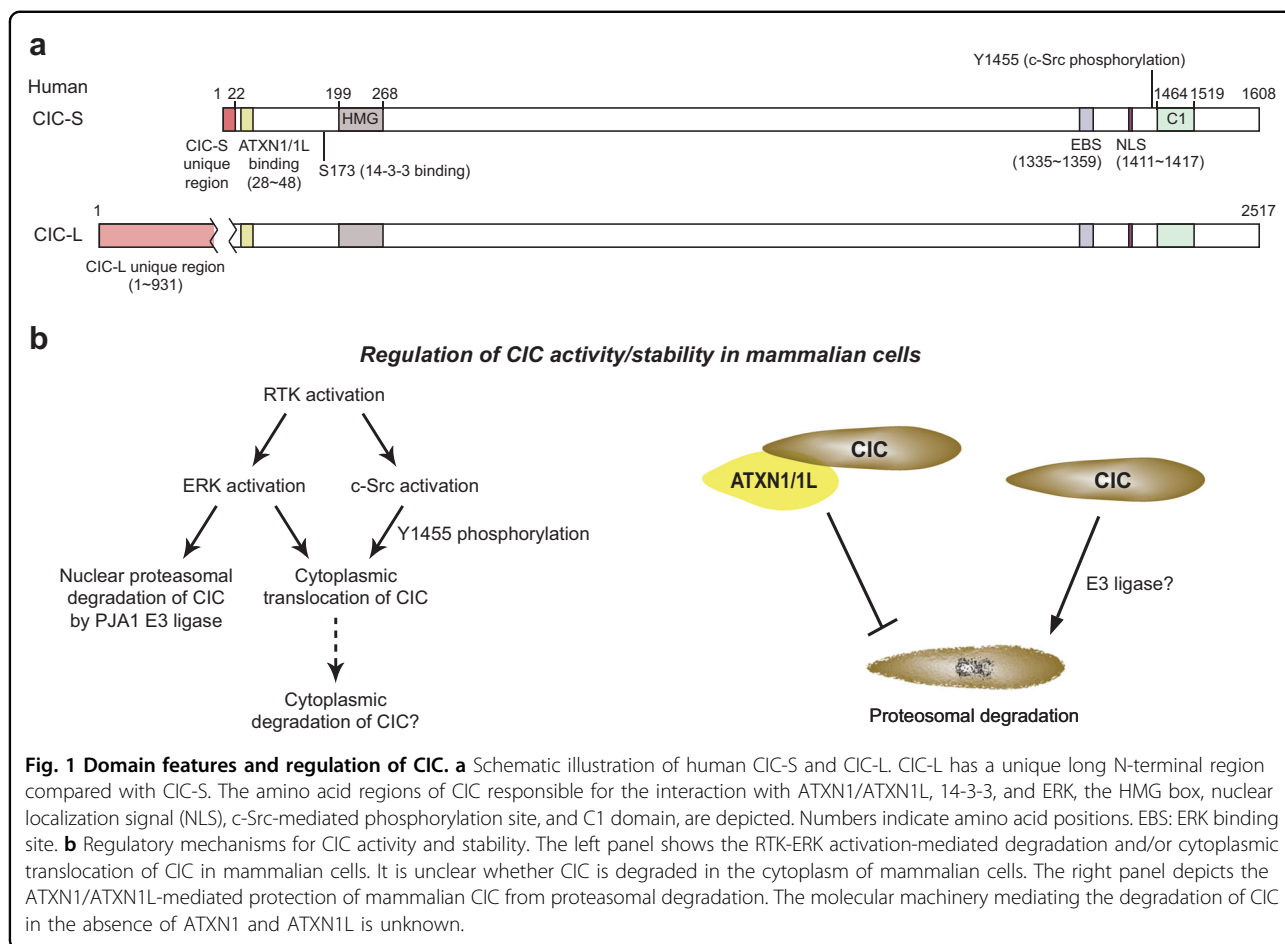 a
Human
Y1455 (c-Src phosphorylation)
1 22 199 268 1464 1519 1608
CIC-S HMG C1
CIC-S
unique
region
ATXN1/1L
binding
(28~48)
S173 (14-3-3 binding)
EBS
(1335~1359)
NLS
(1411~1417)
1 2517
CIC-L
CIC-L unique region
(1~931)
b
Regulation of CIC activity/stability in mammalian cells
RTK activation
ERK activation
c-Src activation
Y1455 phosphorylation
Nuclear proteasomal
degradation of CIC
by PJA1 E3 ligase
Cytoplasmic
translocation of CIC
Cytoplasmic
degradation of CIC?
CIC
ATXN1/1L
CIC
E3 ligase?
CIC
Proteosomal degradation
Fig. 1 Domain features and regulation of CIC. a Schematic illustration of human CIC-S and CIC-L. CIC-L has a unique long N-terminal region
compared with CIC-S. The amino acid regions of CIC responsible for the interaction with ATXN1/ATXN1L, 14-3-3, and ERK, the HMG box, nuclear
localization signal (NLS), c-Src-mediated phosphorylation site, and C1 domain, are depicted. Numbers indicate amino acid positions. EBS: ERK binding
site. b Regulatory mechanisms for CIC activity and stability. The left panel shows the RTK-ERK activation-mediated degradation and/or cytoplasmic
translocation of CIC in mammalian cells. It is unclear whether CIC is degraded in the cytoplasm of mammalian cells. The right panel depicts the
ATXN1/ATXN1L-mediated protection of mammalian CIC from proteasomal degradation. The molecular machinery mediating the degradation of CIC
in the absence of ATXN1 and ATXN1L is unknown.